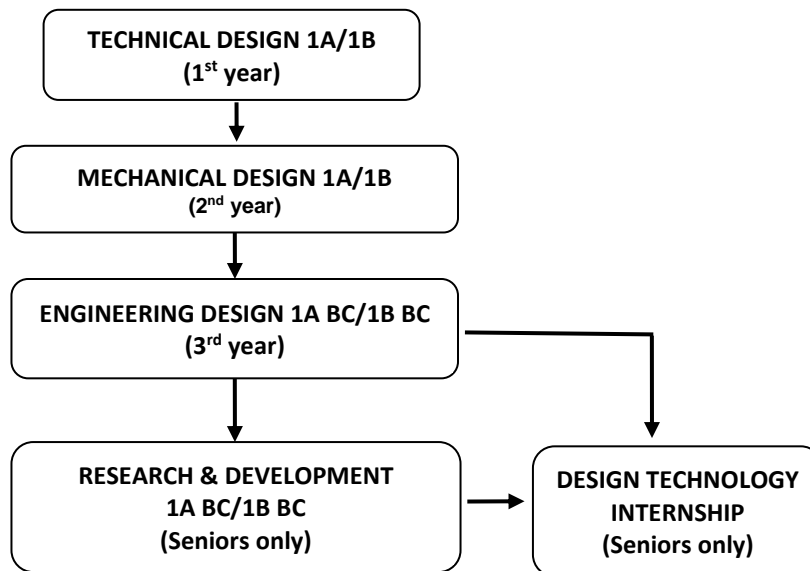 TECHNICAL DESIGN 1A/1B
(1st year)
MECHANICAL DESIGN 1A/1B
(2nd year)
ENGINEERING DESIGN 1A BC/1B BC
(3rd year)
RESEARCH & DEVELOPMENT
1A BC/1B BC
(Seniors only)
DESIGN TECHNOLOGY
INTERNSHIP
(Seniors only)